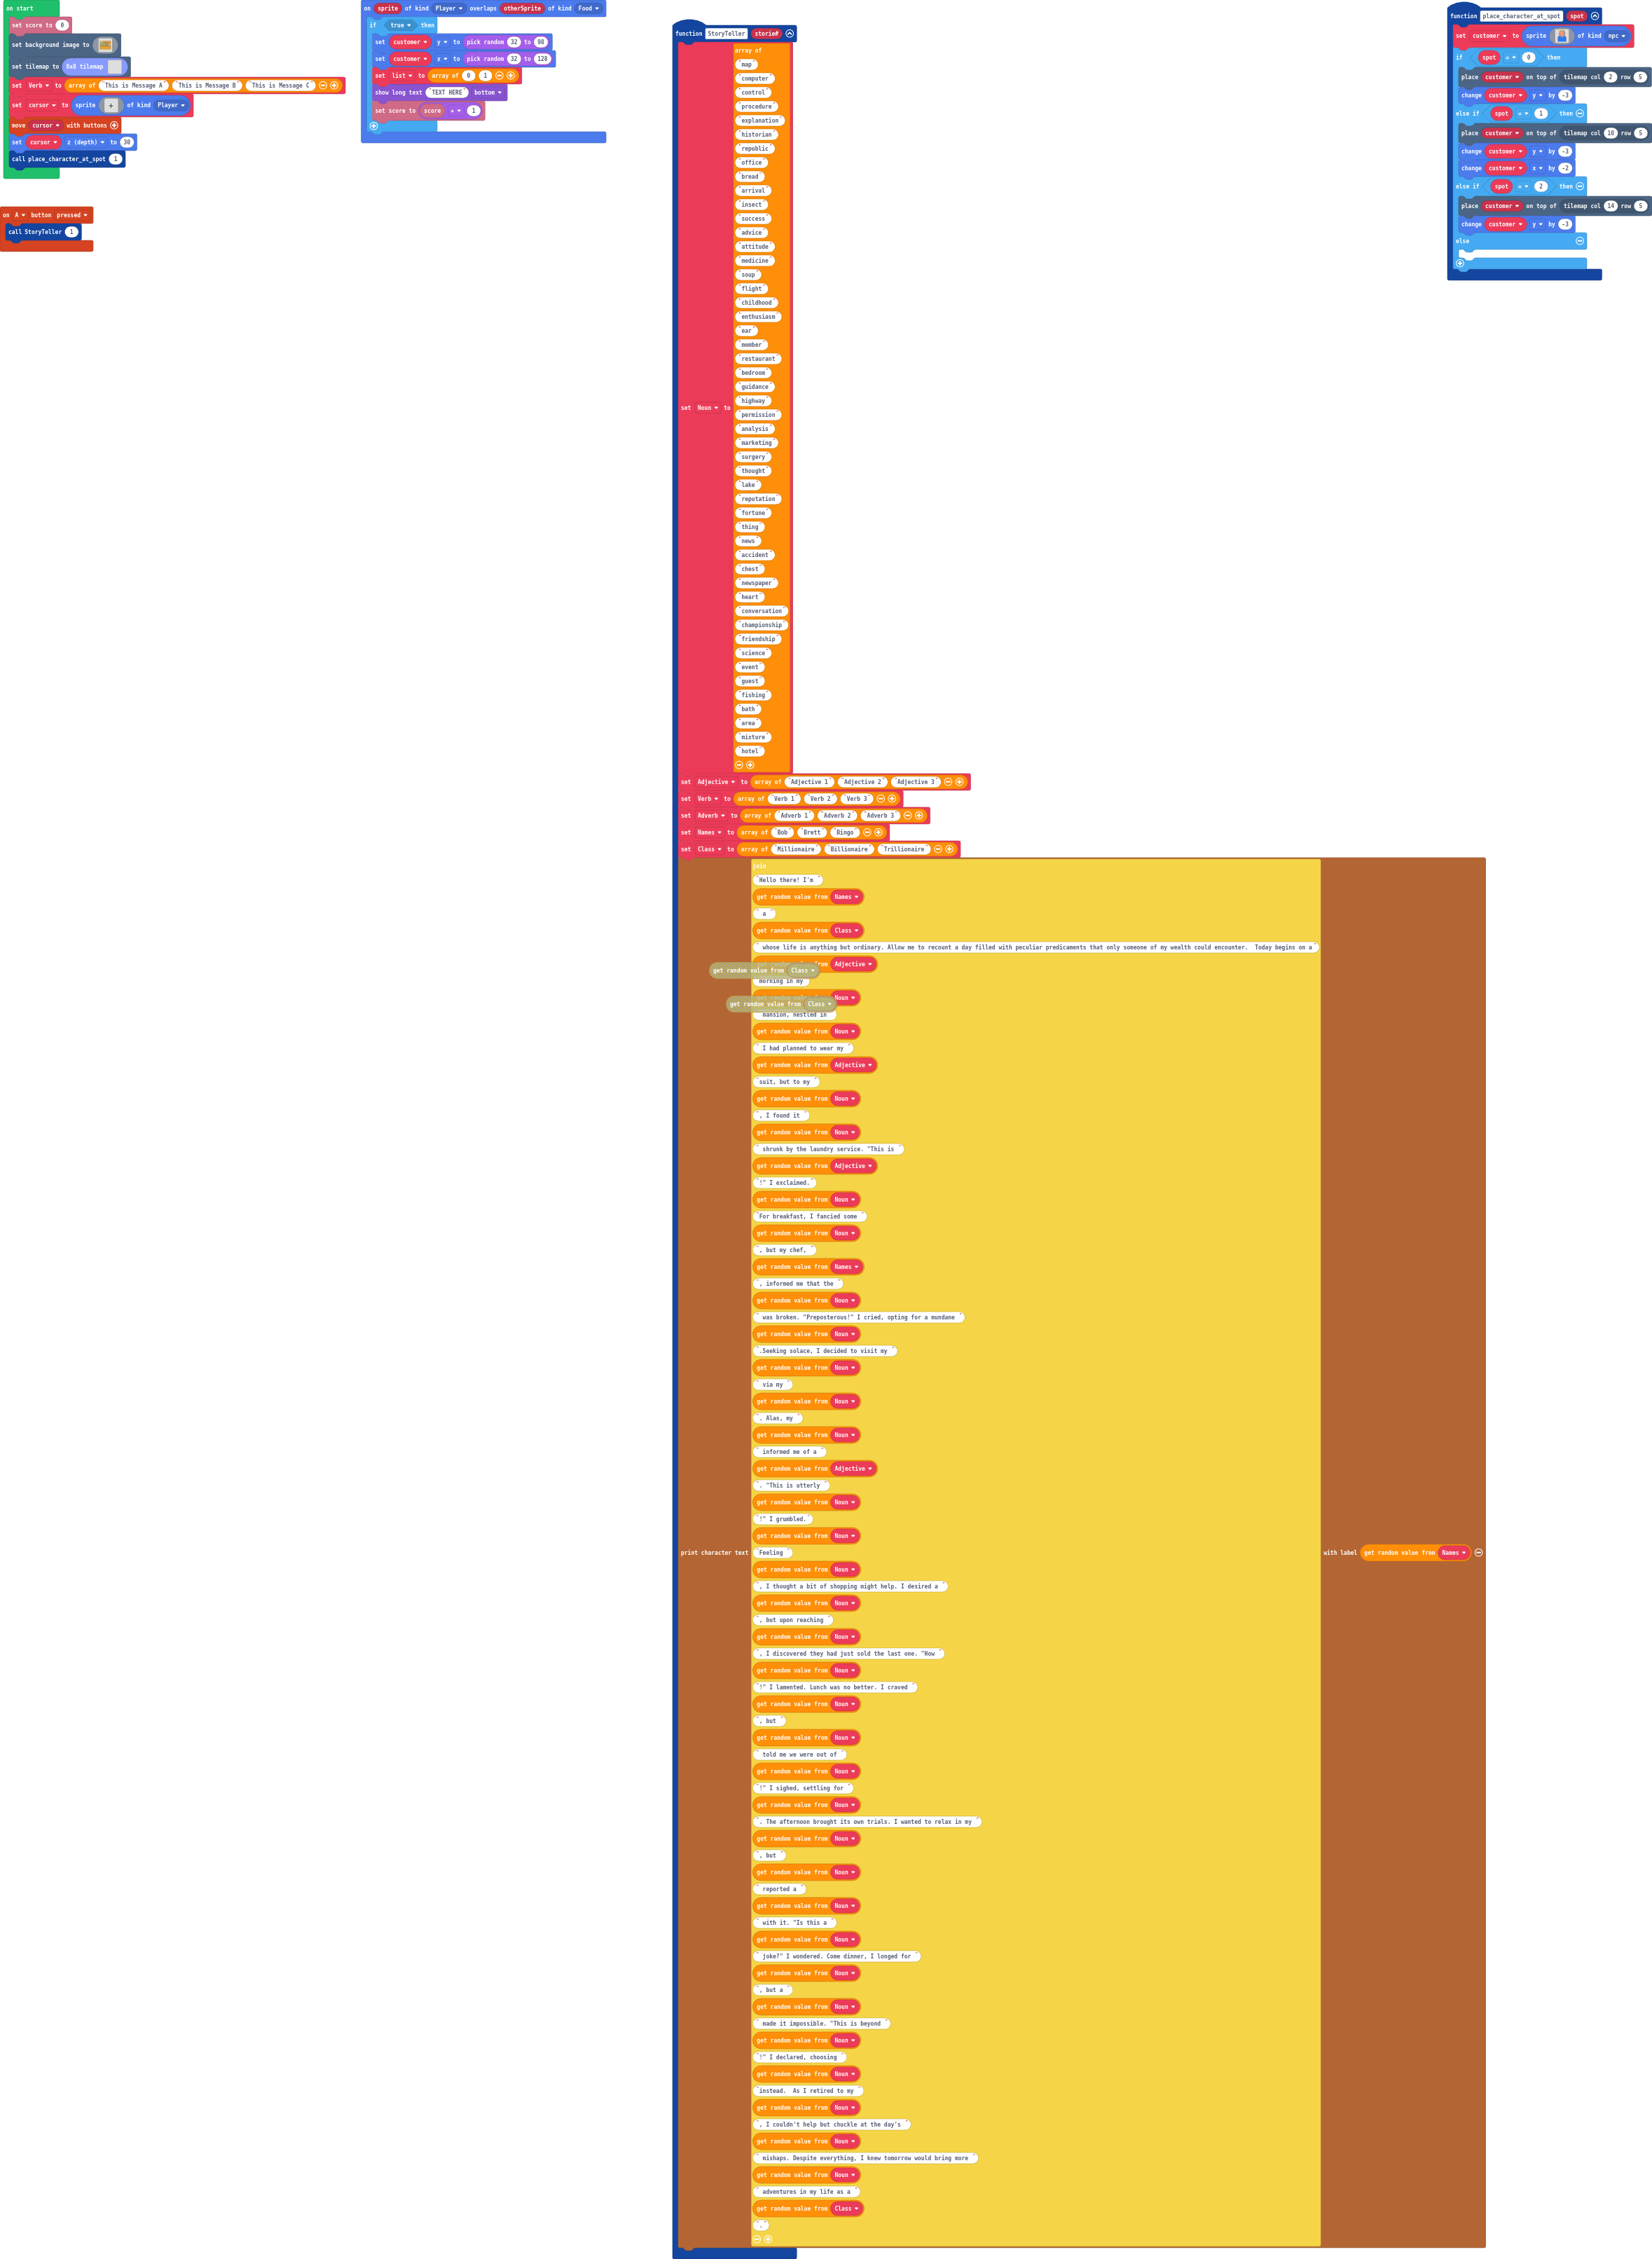 on start
set score to 0
set background image to
set tilemap to 8x8 tilemap
set Verb to array of This is Message A This is Message B This is Message C
set cursor to sprite of kind Player
move cursor with buttons
set cursor z (depth) to 30
call place_character_at_spot 1
on A button pressed
call StoryTeller 1
on sprite of kind Player overlaps otherSprite of kind Food
if true then
set customer y to pick random 32 to 98
set customer x to pick random 32 to 128
set list to array of 0 1
show long text TEXT HERE bottom
set score to score + 1
function StoryTeller storie#
set Noun to
array of
map
computer
control
procedure
explanation
historian
republic
office
bread
arrival
insect
success
advice
attitude
medicine
soup
flight
childhood
enthusiasm
ear
member
restaurant
bedroom
guidance
highway
permission
analysis
marketing
surgery
thought
lake
reputation
fortune
thing
news
accident
chest
newspaper
heart
conversation
championship
friendship
science
event
guest
fishing
bath
area
mixture
hotel
set Adjective to array of Adjective 1 Adjective 2 Adjective 3
set Verb to array of Verb 1 Verb 2 Verb 3
set Adverb to array of Adverb 1 Adverb 2 Adverb 3
set Names to array of Bob Brett Bingo
set Class to array of Millionaire Billionaire Trillionaire
print character text
join
Hello there! I'm
get random value from Names
a
get random value from Class
whose life is anything but ordinary. Allow me to recount a day filled with peculiar predicaments that only someone of my wealth could encounter. Today begins on a
from Adjective
get random value from Class
morning in my
Noun
get random value from Class
mansion, nestled in
get random value from Noun
I had planned to wear my
get random value from Adjective
suit, but to my
get random value from Noun
, I found it
get random value from Noun
shrunk by the laundry service. "This is
get random value from Adjective
!" I exclaimed.
get random value from Noun
For breakfast, I fancied some
get random value from Noun
, but my chef,
get random value from Names
, informed me that the
get random value from Noun
was broken. "Preposterous!" I cried, opting for a mundane
get random value from Noun
.Seeking solace, I decided to visit my
get random value from Noun
via my
get random value from Noun
. Alas, my
get random value from Noun
informed me of a
get random value from Adjective
. "This is utterly
get random value from Noun
!" I grumbled.
get random value from Noun
Feeling
get random value from Noun
, I thought a bit of shopping might help. I desired a
get random value from Noun
, but upon reaching
get random value from Noun
, I discovered they had just sold the last one. "How
get random value from Noun
!" I lamented. Lunch was no better. I craved
get random value from Noun
, but
get random value from Noun
told me we were out of
get random value from Noun
!" I sighed, settling for
get random value from Noun
. The afternoon brought its own trials. I wanted to relax in my
get random value from Noun
, but
get random value from Noun
reported a
get random value from Noun
with it. "Is this a
get random value from Noun
joke?" I wondered. Come dinner, I longed for
get random value from Noun
, but a
get random value from Noun
made it impossible. "This is beyond
get random value from Noun
!" I declared, choosing
get random value from Noun
instead. As I retired to my
get random value from Noun
, I couldn't help but chuckle at the day's
get random value from Noun
mishaps. Despite everything, I knew tomorrow would bring more
get random value from Noun
adventures in my life as a
get random value from Class
.
with label get random value from Names
function place_character_at_spot spot
set customer to sprite of kind npc
if spot = 0 then
place customer on top of tilemap col 2 row 5
change customer y by -3
else if spot = 1 then
place customer on top of tilemap col 10 row 5
change customer y by -3
change customer x by -2
else if spot = 2 then
place customer on top of tilemap col 14 row 5
change customer y by -3
else